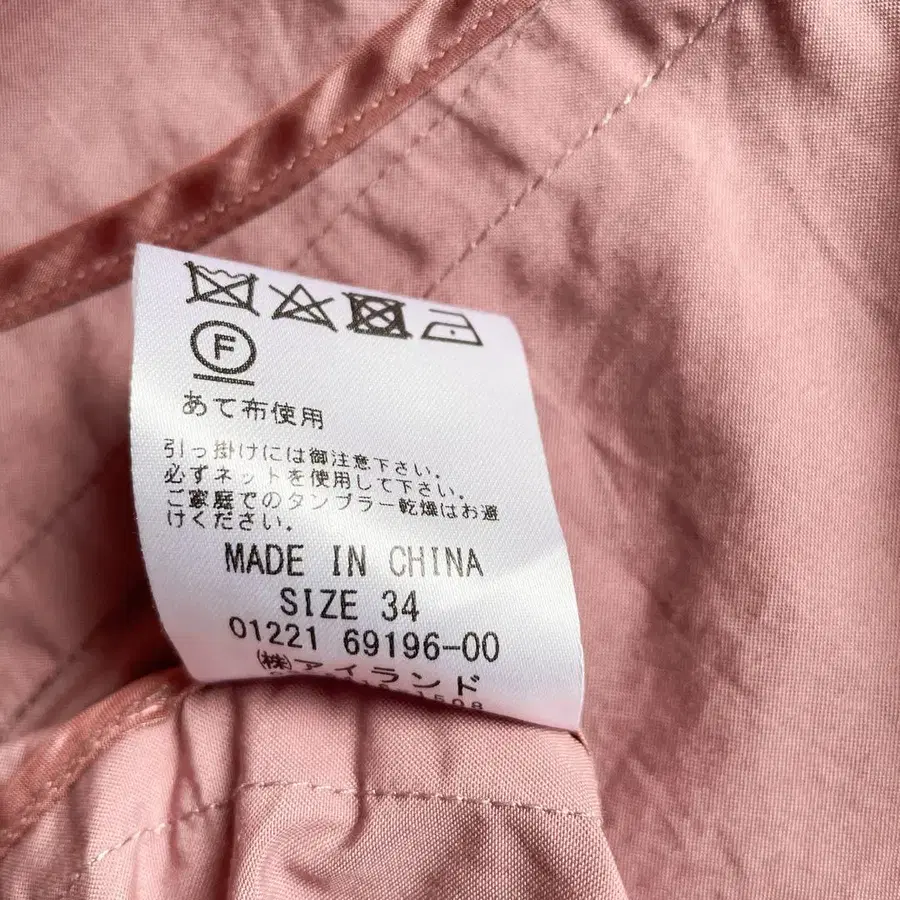 F
あて布使用
引っ掛けには御注意下さい。
必ずネットを使用して下さい。
ご家庭でのタンブラー乾燥はお避
けください。
MADE IN CHINA
SIZE 34
01221 69196-00
㈱アイランド